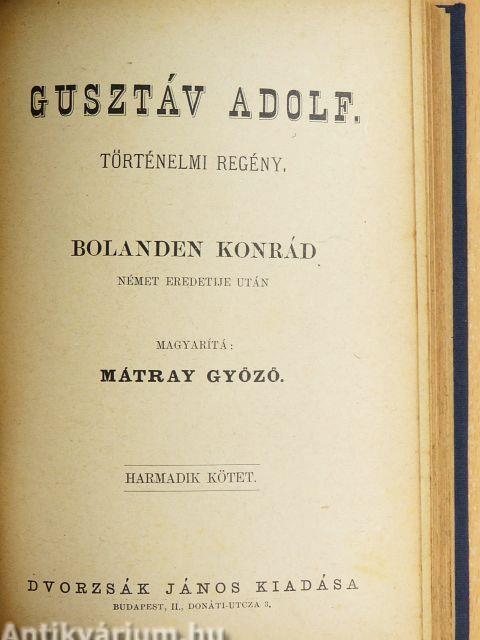 GUSZTÁV ADOLF.
TÖRTÉNELMI REGÉNY.
BOLANDEN KONRÁD
NÉMET EREDETIJE UTÁN
MAGYARÍTÁ:
MÁTRAY GYŐZŐ.
HARMADIK KÖTET.
DVORZSÁK JÁNOS KIADÁSA
BUDAPEST, II., DONÁTI-UTCZA 3.
Antikvárium.hu